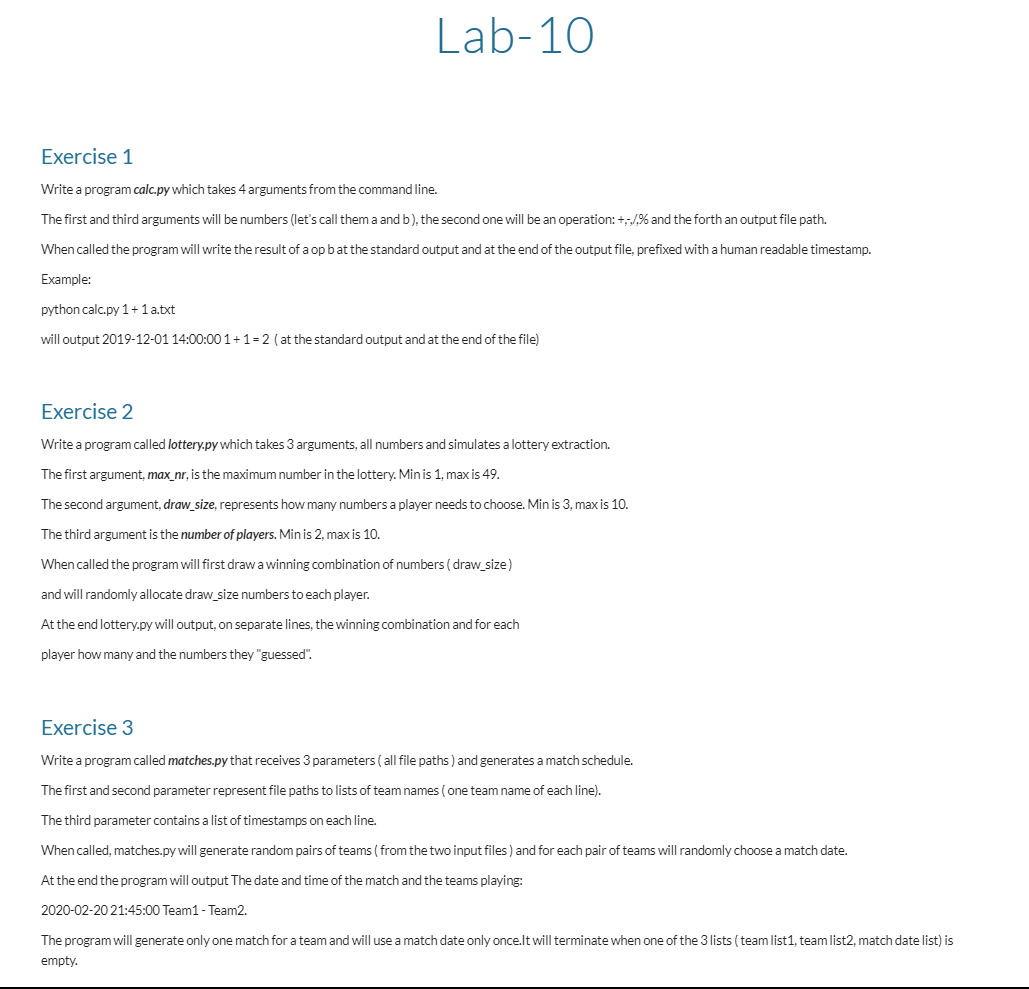 Lab-10
Exercise 1
Write a program calc.py which takes 4 arguments from the command line.
The first and third arguments will be numbers (let's call them a and b ), the second one will be an operation: +,-,/,% and the forth an output file path.
When called the program will write the result of a op b at the standard output and at the end of the output file, prefixed with a human readable timestamp.
Example:
python calc.py 1 + 1 a.txt
will output 2019-12-01 14:00:00 1 + 1 = 2 ( at the standard output and at the end of the file)
Exercise 2
Write a program called lottery.py which takes 3 arguments, all numbers and simulates a lottery extraction.
The first argument, max_nr, is the maximum number in the lottery. Min is 1, max is 49.
The second argument, draw_size, represents how many numbers a player needs to choose. Min is 3, max is 10.
The third argument is the number of players. Min is 2, max is 10.
When called the program will first draw a winning combination of numbers ( draw_size )
and will randomly allocate draw_size numbers to each player.
At the end lottery.py will output, on separate lines, the winning combination and for each
player how many and the numbers they "guessed".
Exercise 3
Write a program called matches.py that receives 3 parameters ( all file paths ) and generates a match schedule.
The first and second parameter represent file paths to lists of team names ( one team name of each line).
The third parameter contains a list of timestamps on each line.
When called, matches.py will generate random pairs of teams ( from the two input files ) and for each pair of teams will randomly choose a match date.
At the end the program will output The date and time of the match and the teams playing:
2020-02-20 21:45:00 Team1 - Team2.
The program will generate only one match for a team and will use a match date only once.It will terminate when one of the 3 lists ( team list1, team list2, match date list) is
empty.